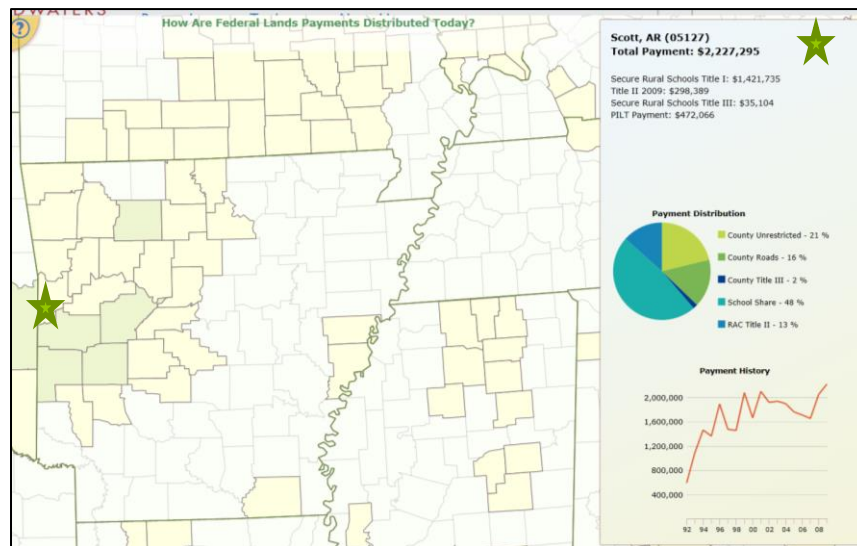 DWATERS
?
How Are Federal Lands Payments Distributed Today?
Scott, AR (05127)
Total Payment: $2,227,295
Secure Rural Schools Title I: $1,421,735
Title II 2009: $298,389
Secure Rural Schools Title III: $35,104
PILT Payment: $472,066
Payment Distribution
County Unrestricted - 21 %
County Roads - 16 %
County Title III - 2 %
School Share - 48 %
RAC Title II - 13 %
Payment History
2,000,000
1,600,000
1,200,000
800,000
400,000
92 94 96 98 00 02 04 06 08